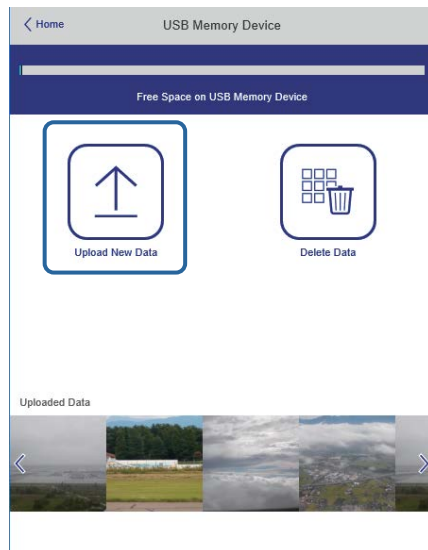 Home
USB Memory Device
Free Space on USB Memory Device
Upload New Data
Delete Data
Uploaded Data